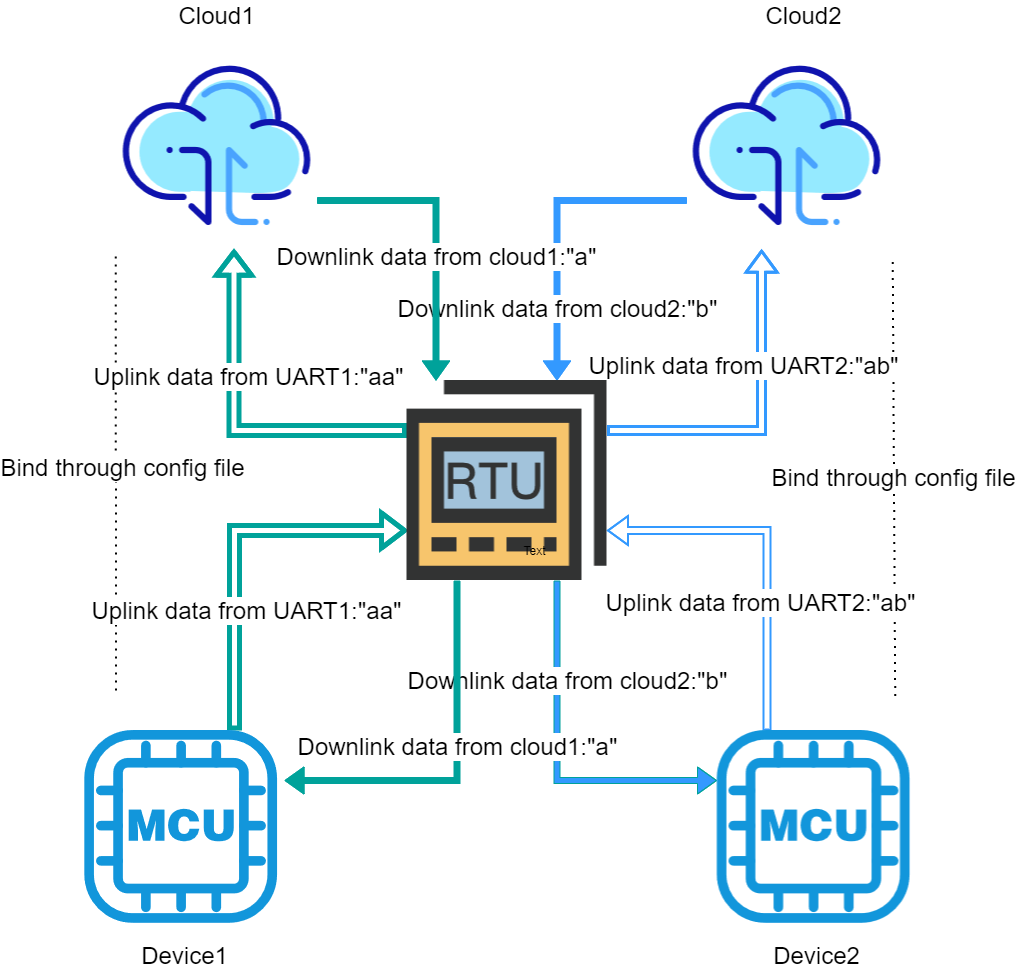 Cloud1
Cloud2
Downlink data from cloud1:"a"
Downlink data from cloud2:"b"
Uplink data from UART2:"ab"
Uplink data from UART1:"aa"
Bind through config file
Bind through config file
RTU
Text
Uplink data from UART2:"ab"
Uplink data from UART1:"aa"
Downlink data from cloud2:"b"
Downlink data from cloud1:"a"
MCU
MCU
Device1
Device2